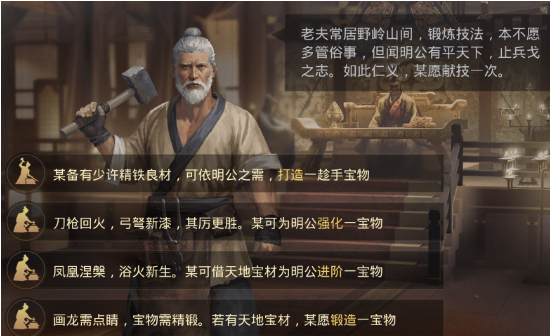 老夫常居野岭山间，锻炼技法，本不愿
多管俗事，但闻明公有平天下，止兵戈
之志。如此仁义，某愿献技一次。
某备有少许精铁良材，可依明公之需，打造一趁手宝物
刀枪回火，弓弩新漆，其厉更胜。某可为明公强化一宝物
凤凰涅槃，浴火新生。某可借天地宝材为明公进阶一宝物
画龙需点睛，宝物需精锻。若有天地宝材，某愿锻造一宝物